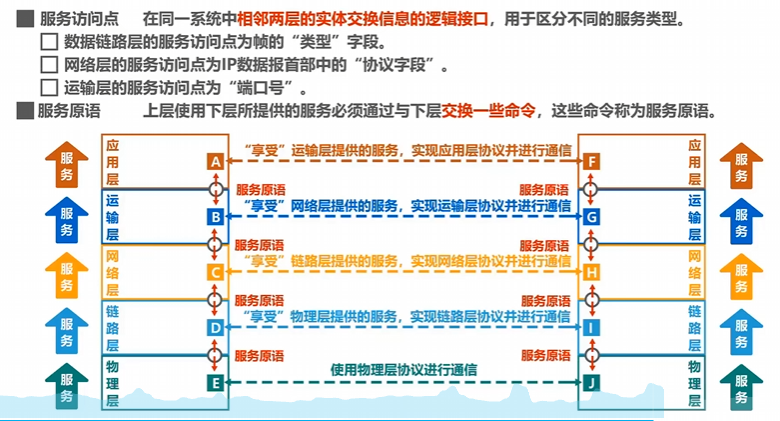 服务访问点 在同一系统中相邻两层的实体交换信息的逻辑接口，用于区分不同的服务类型。
数据链路层的服务访问点为帧的“类型”字段。
网络层的服务访问点为IP数据报首部中的“协议字段”。
运输层的服务访问点为“端口号”。
服务原语 上层使用下层所提供的服务必须通过与下层交换一些命令，这些命令称为服务原语。
服务 应用层 A “享受”运输层提供的服务，实现应用层协议并进行通信 F 应用层 服务
服务原语 服务原语
服务 运输层 B “享受”网络层提供的服务，实现运输层协议并进行通信 G 运输层 服务
服务原语 服务原语
服务 网络层 C “享受”链路层提供的服务，实现网络层协议并进行通信 H 网络层 服务
服务原语 服务原语
服务 链路层 D “享受”物理层提供的服务，实现链路层协议并进行通信 I 链路层 服务
服务原语 服务原语
服务 物理层 E 使用物理层协议进行通信 J 物理层 服务